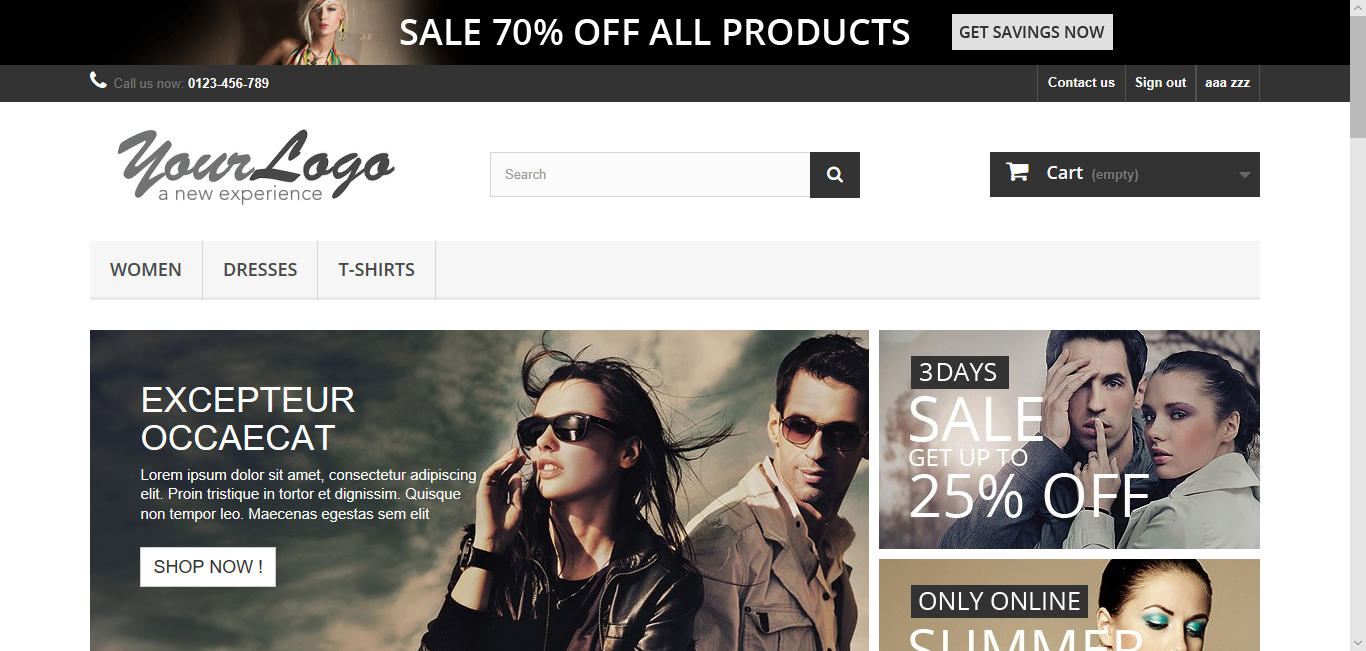 SALE 70% OFF ALL PRODUCTS
GET SAVINGS NOW
Call us now: 0123-456-789
Contact us
Sign out
aaa zzz
YourLogo
a new experience
Search
Cart (empty)
WOMEN
DRESSES
T-SHIRTS
EXCEPTEUR
OCCAECAT
Lorem ipsum dolor sit amet, consectetur adipiscing
elit. Proin tristique in tortor et dignissim. Quisque
non tempor leo. Maecenas egestas sem elit
SHOP NOW !
3 DAYS
SALE
GET UP TO
25% OFF
ONLY ONLINE
SUMMER